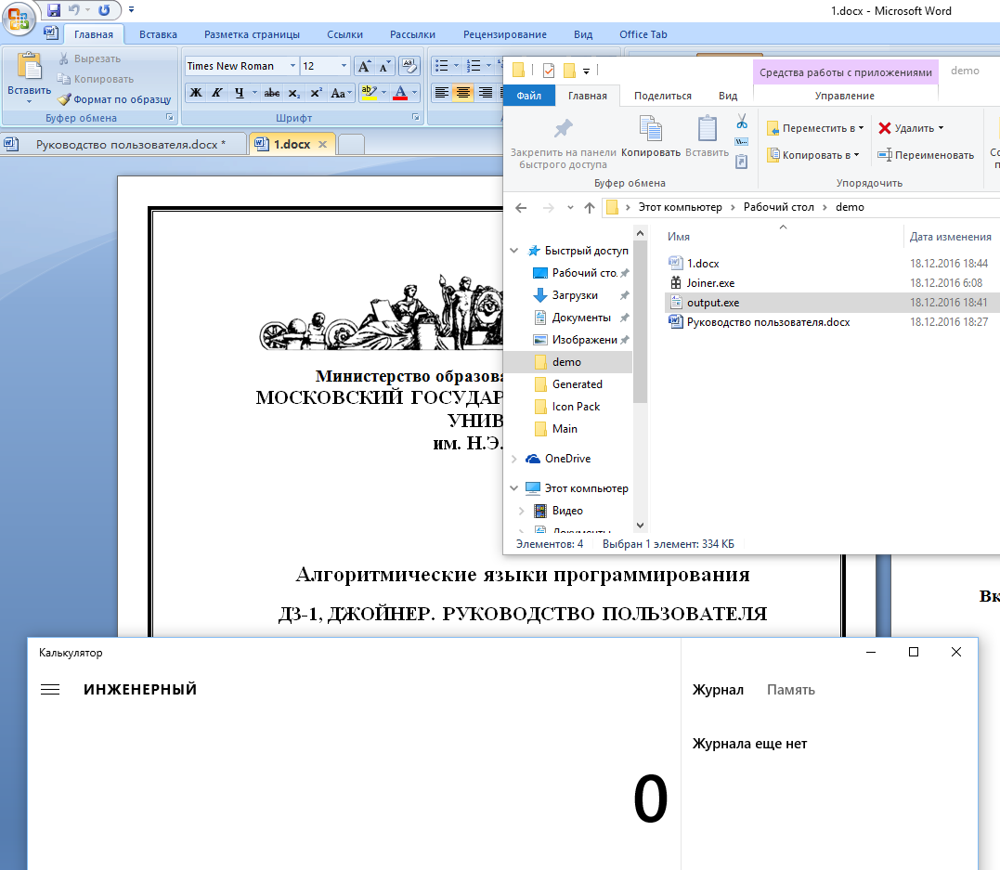 1.docx - Microsoft Word
Главная Вставка Разметка страницы Ссылки Рассылки Рецензирование Вид Office Tab
Вставить
Вырезать
Копировать
Формат по образцу
Буфер обмена
Times New Roman 12
Ж К Ч abc x₂ x² Aa ab A
Шрифт
Руководство пользователя.docx *
1.docx
Министерство образова
МОСКОВСКИЙ ГОСУДАР
УНИВ
им. Н.Э.
Алгоритмические языки программирования
ДЗ-1, ДЖОЙНЕР. РУКОВОДСТВО ПОЛЬЗОВАТЕЛЯ
Вк
Средства работы с приложениями
demo
Файл Главная Поделиться Вид Управление
Закрепить на панели
быстрого доступа
Копировать
Вставить
Буфер обмена
Переместить в
Копировать в
Удалить
Переименовать
Упорядочить
Этот компьютер > Рабочий стол > demo
Быстрый доступ
Рабочий сто.
Загрузки
Документы
Изображени
demo
Generated
Icon Pack
Main
OneDrive
Этот компьютер
Видео
Документы
Имя Дата изменения
1.docx 18.12.2016 18:44
Joiner.exe 18.12.2016 6:08
output.exe 18.12.2016 18:41
Руководство пользователя.docx 18.12.2016 18:27
Элементов: 4 Выбран 1 элемент: 334 КБ
Калькулятор
ИНЖЕНЕРНЫЙ
0
Журнал Память
Журнала еще нет